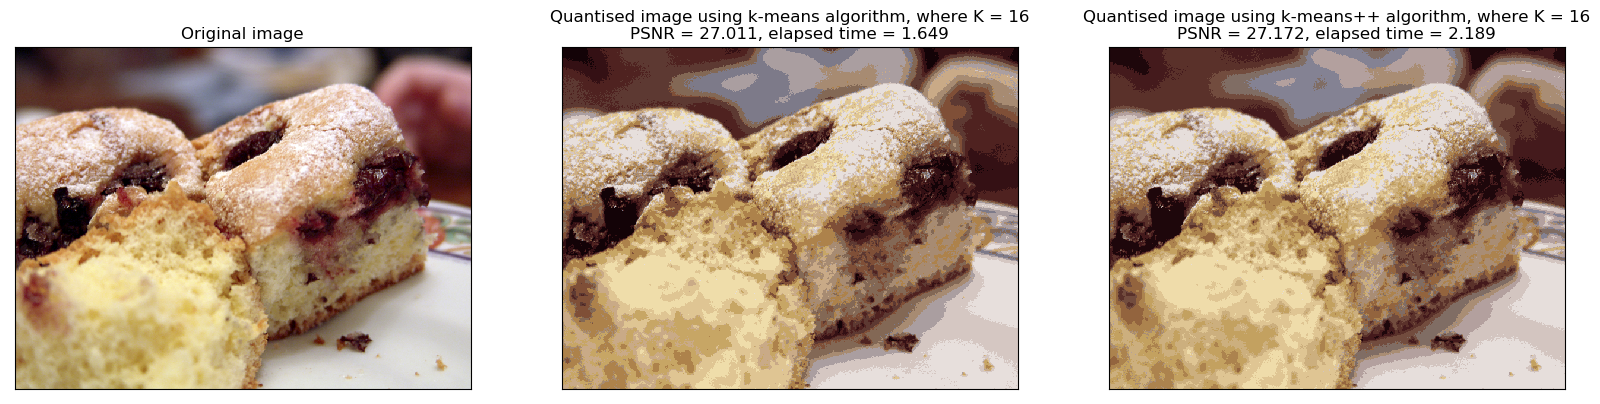 Original image
Quantised image using k-means algorithm, where K = 16
PSNR = 27.011, elapsed time = 1.649
Quantised image using k-means++ algorithm, where K = 16
PSNR = 27.172, elapsed time = 2.189